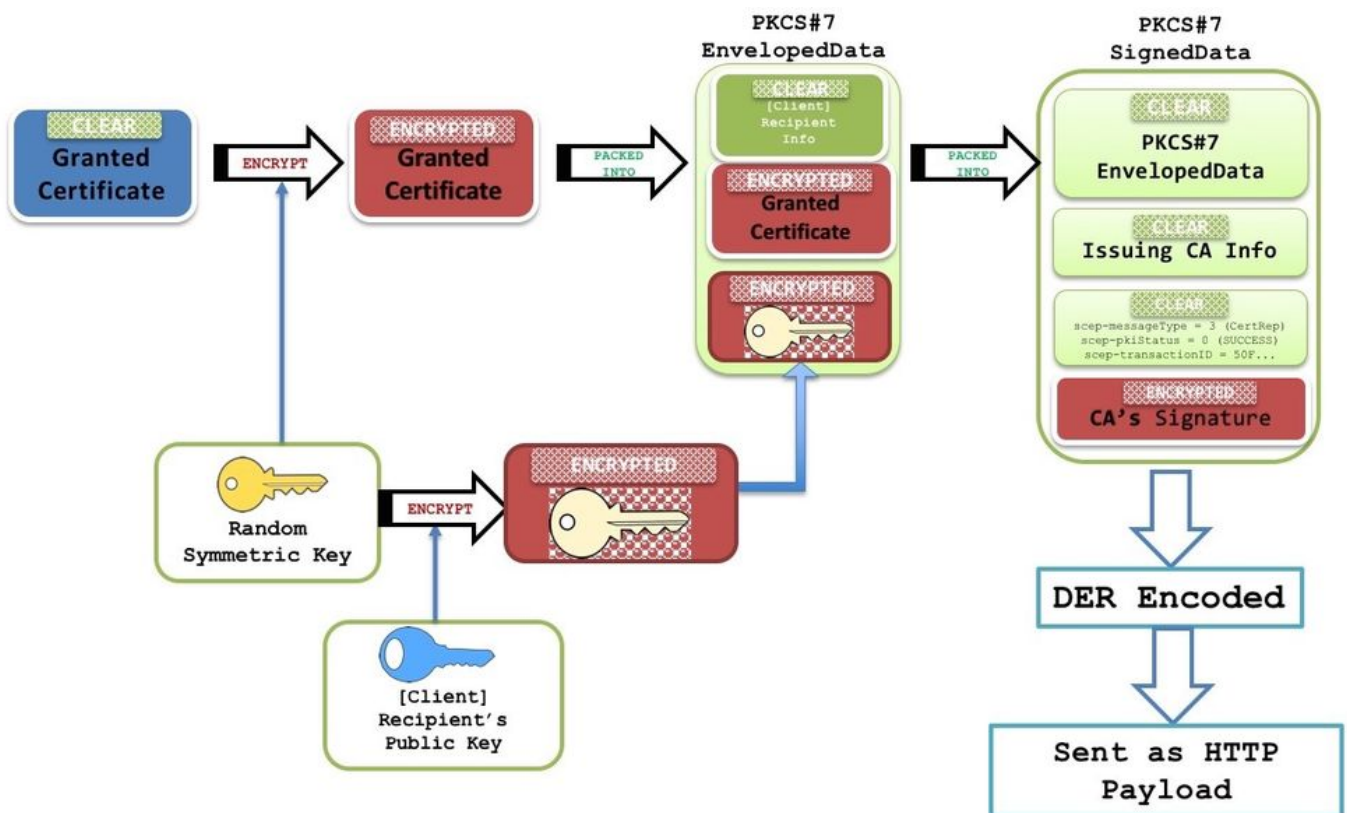 PKCS#7
EnvelopedData
PKCS#7
SignedData
CLEAR
Granted
Certificate
ENCRYPT
ENCRYPTED
Granted
Certificate
PACKED
INTO
CLEAR
[Client]
Recipient
Info
ENCRYPTED
Granted
Certificate
ENCRYPTED
PACKED
INTO
CLEAR
PKCS#7
EnvelopedData
CLEAR
Issuing CA Info
CLEAR
scep-messageType = 3 (CertRep)
scep-pkiStatus = 0 (SUCCESS)
scep-transactionID = 50F...
ENCRYPTED
CA's Signature
Random
Symmetric Key
ENCRYPT
ENCRYPTED
[Client]
Recipient's
Public Key
DER Encoded
Sent as HTTP
Payload